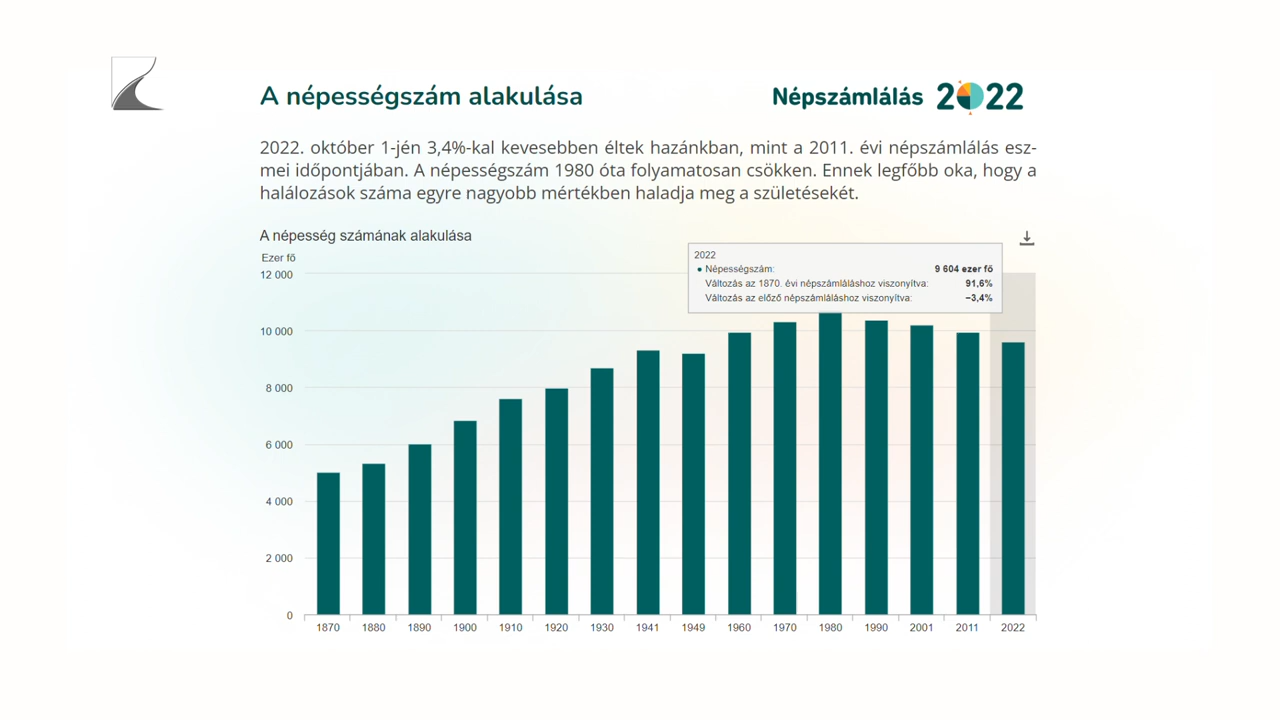 A népességszám alakulása
Népszámlálás 2022
2022. október 1-jén 3,4%-kal kevesebben éltek hazánkban, mint a 2011. évi népszámlálás esz-
mei időpontjában. A népességszám 1980 óta folyamatosan csökken. Ennek legfőbb oka, hogy a
halálozások száma egyre nagyobb mértékben haladja meg a születésekét.
A népesség számának alakulása
Ezer fő
2022
Népességszám: 9 604 ezer fő
Változás az 1870. évi népszámláláshoz viszonyítva: 91,6%
Változás az előző népszámláláshoz viszonyítva: −3,4%
12 000
10 000
8 000
6 000
4 000
2 000
0
1870 1880 1890 1900 1910 1920 1930 1941 1949 1960 1970 1980 1990 2001 2011 2022